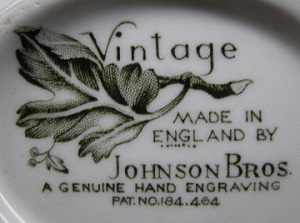 Vintage
MADE IN
ENGLAND BY
JOHNSON BROS.
A GENUINE HAND ENGRAVING
PAT. NO. 184.464